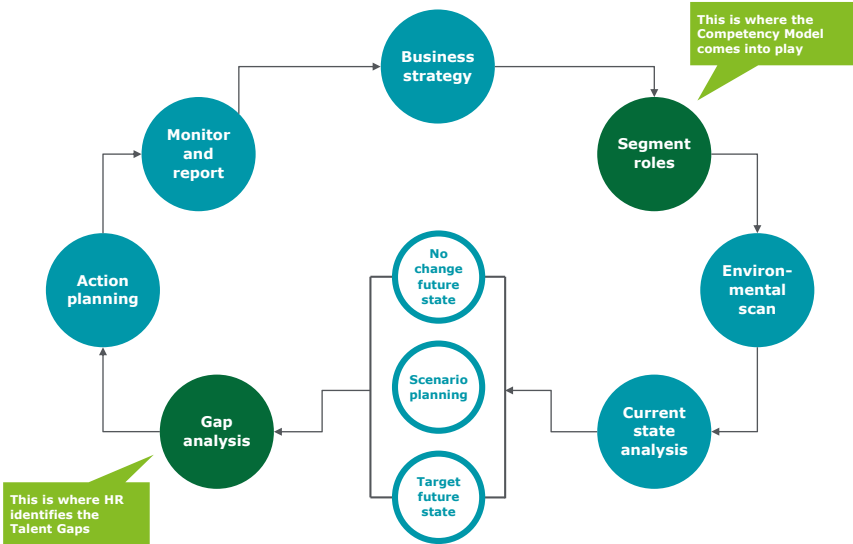 This is where the
Competency Model
comes into play
Business
strategy
Segment
roles
Environ-
mental
scan
Current
state
analysis
No
change
future
state
Scenario
planning
Target
future
state
Gap
analysis
This is where HR
identifies the
Talent Gaps
Action
planning
Monitor
and
report